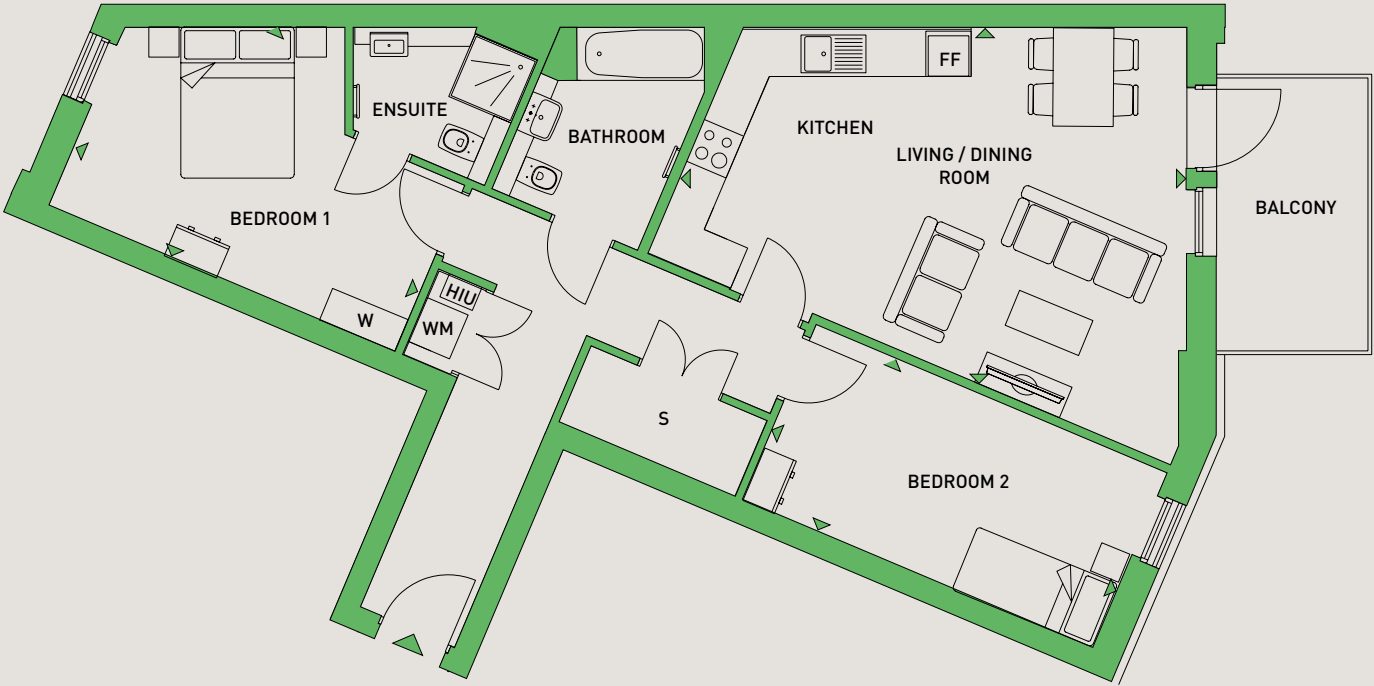 FF
ENSUITE
KITCHEN
BATHROOM
LIVING / DINING
ROOM
BALCONY
BEDROOM 1
HIU
W
WM
S
BEDROOM 2